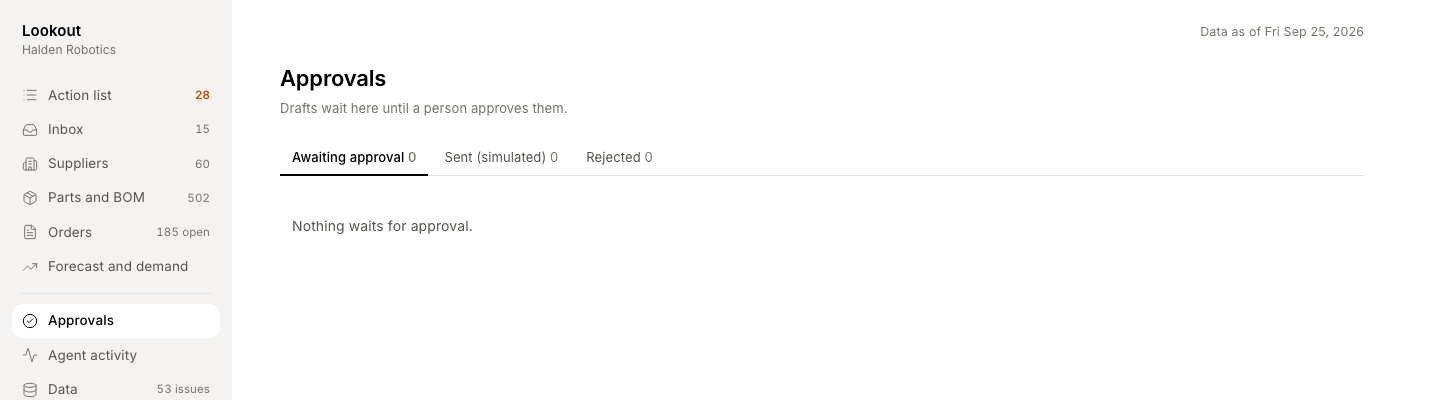 Lookout
Halden Robotics
Action list 28
Inbox 15
Suppliers 60
Parts and BOM 502
Orders 185 open
Forecast and demand
Approvals
Agent activity
Data 53 issues
Data as of Fri Sep 25, 2026
Approvals
Drafts wait here until a person approves them.
Awaiting approval 0 Sent (simulated) 0 Rejected 0
Nothing waits for approval.